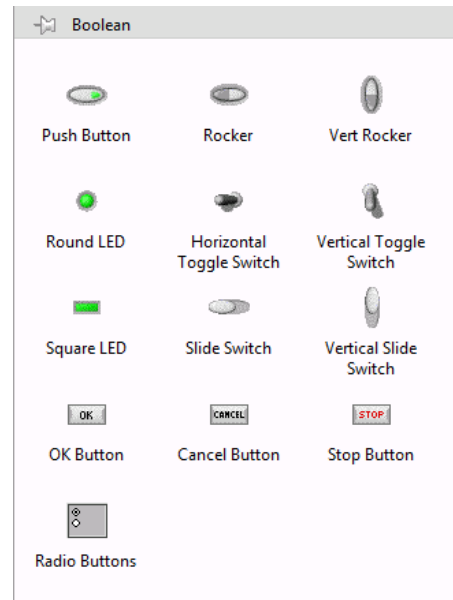 Boolean
Push Button
Rocker
Vert Rocker
Round LED
Horizontal
Toggle Switch
Vertical Toggle
Switch
Square LED
Slide Switch
Vertical Slide
Switch
OK
CANCEL
STOP
OK Button
Cancel Button
Stop Button
Radio Buttons